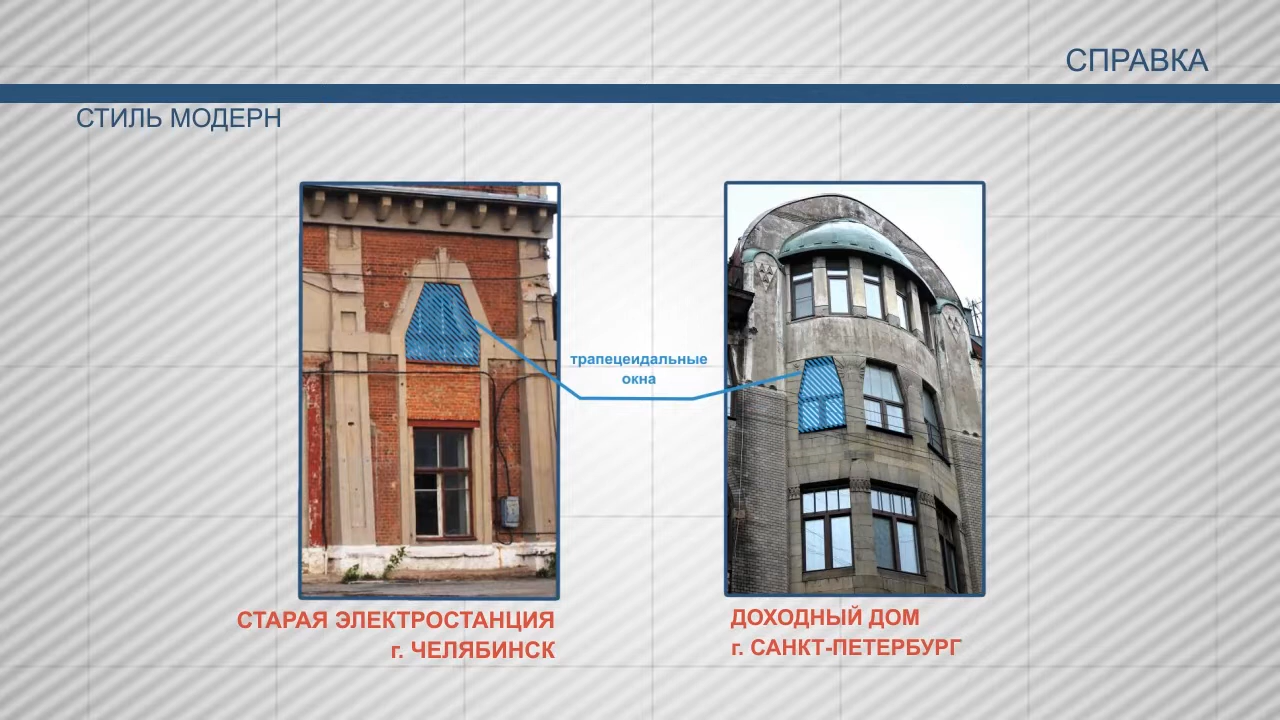 СПРАВКА
СТИЛЬ МОДЕРН
трапецеидальные
окна
СТАРАЯ ЭЛЕКТРОСТАНЦИЯ
г. ЧЕЛЯБИНСК
ДОХОДНЫЙ ДОМ
г. САНКТ-ПЕТЕРБУРГ